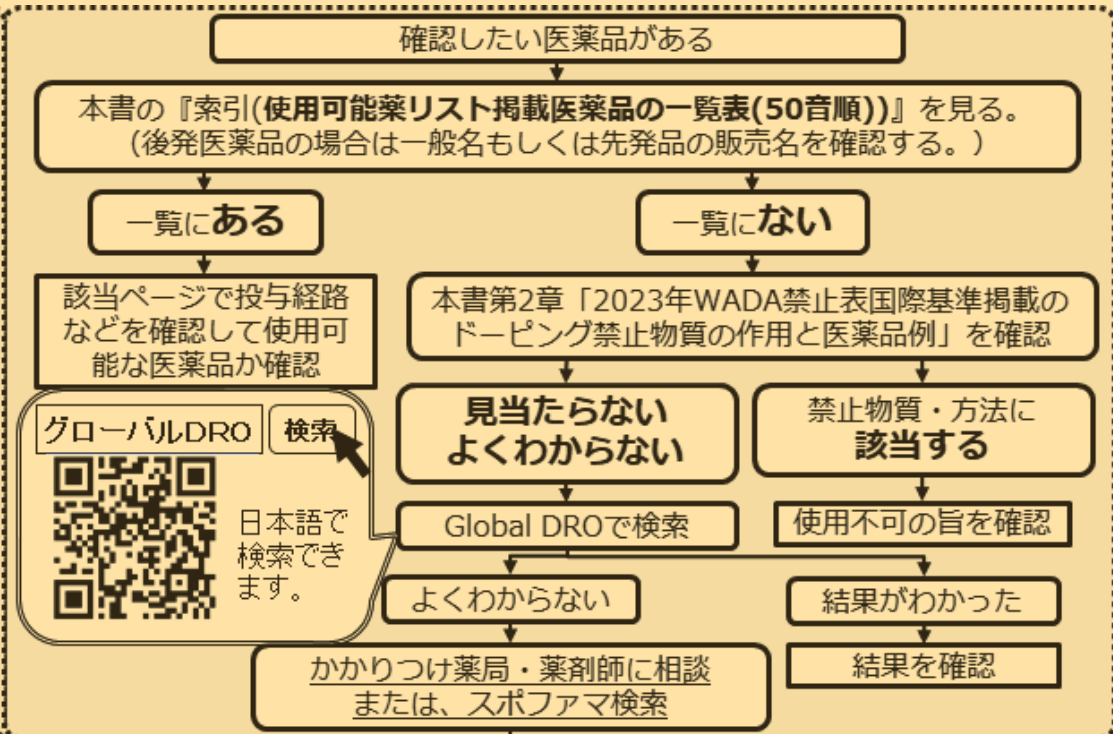 確認したい医薬品がある
本書の『索引(使用可能薬リスト掲載医薬品の一覧表(50音順))』を見る。
(後発医薬品の場合は一般名もしくは先発品の販売名を確認する。)
一覧にある
一覧にない
該当ページで投与経路
などを確認して使用可
能な医薬品か確認
本書第2章「2023年WADA禁止表国際基準掲載の
ドーピング禁止物質の作用と医薬品例」を確認
見当たらない
よくわからない
禁止物質・方法に
該当する
グローバルDRO
検索
日本語で
検索でき
ます。
Global DROで検索
使用不可の旨を確認
よくわからない
結果がわかった
かかりつけ薬局・薬剤師に相談
または、スポファマ検索
結果を確認